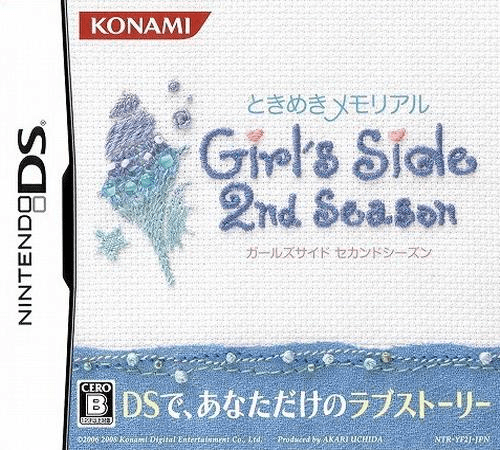 KONAMI
NINTENDO DS
ときめきメモリアル
Girl's Side
2nd Season
ガールズサイド セカンドシーズン
CERO
B
DSで、あなただけのラブストーリー
©2006 2008 Konami Digital Entertainment Co., Ltd. Produced by AKARI UCHIDA
NTR-YF2J-JPN